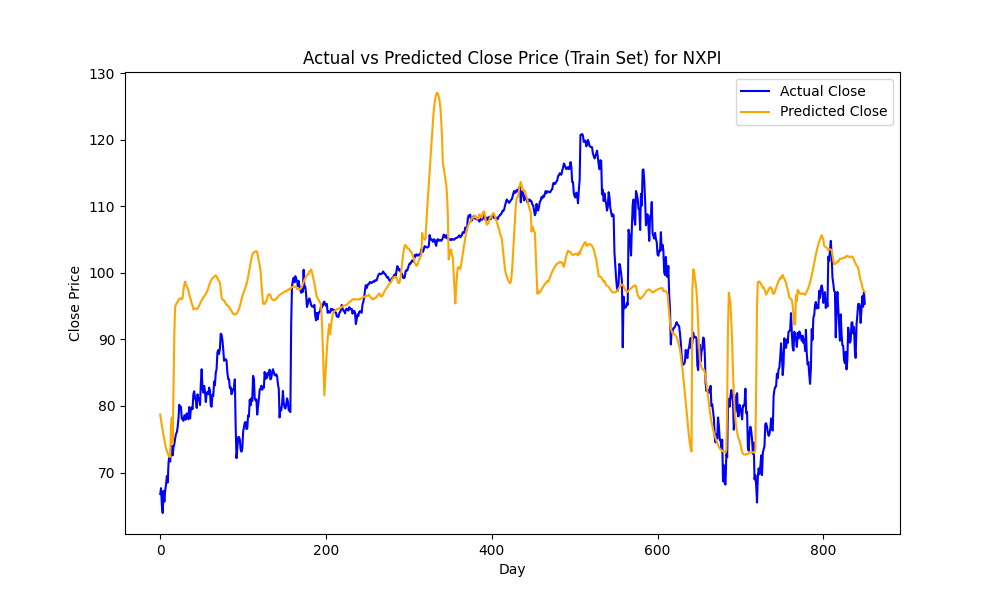 Actual vs Predicted Close Price (Train Set) for NXPI
Actual Close
Predicted Close
Close Price
130
120
110
100
90
80
70
0 200 400 600 800
Day